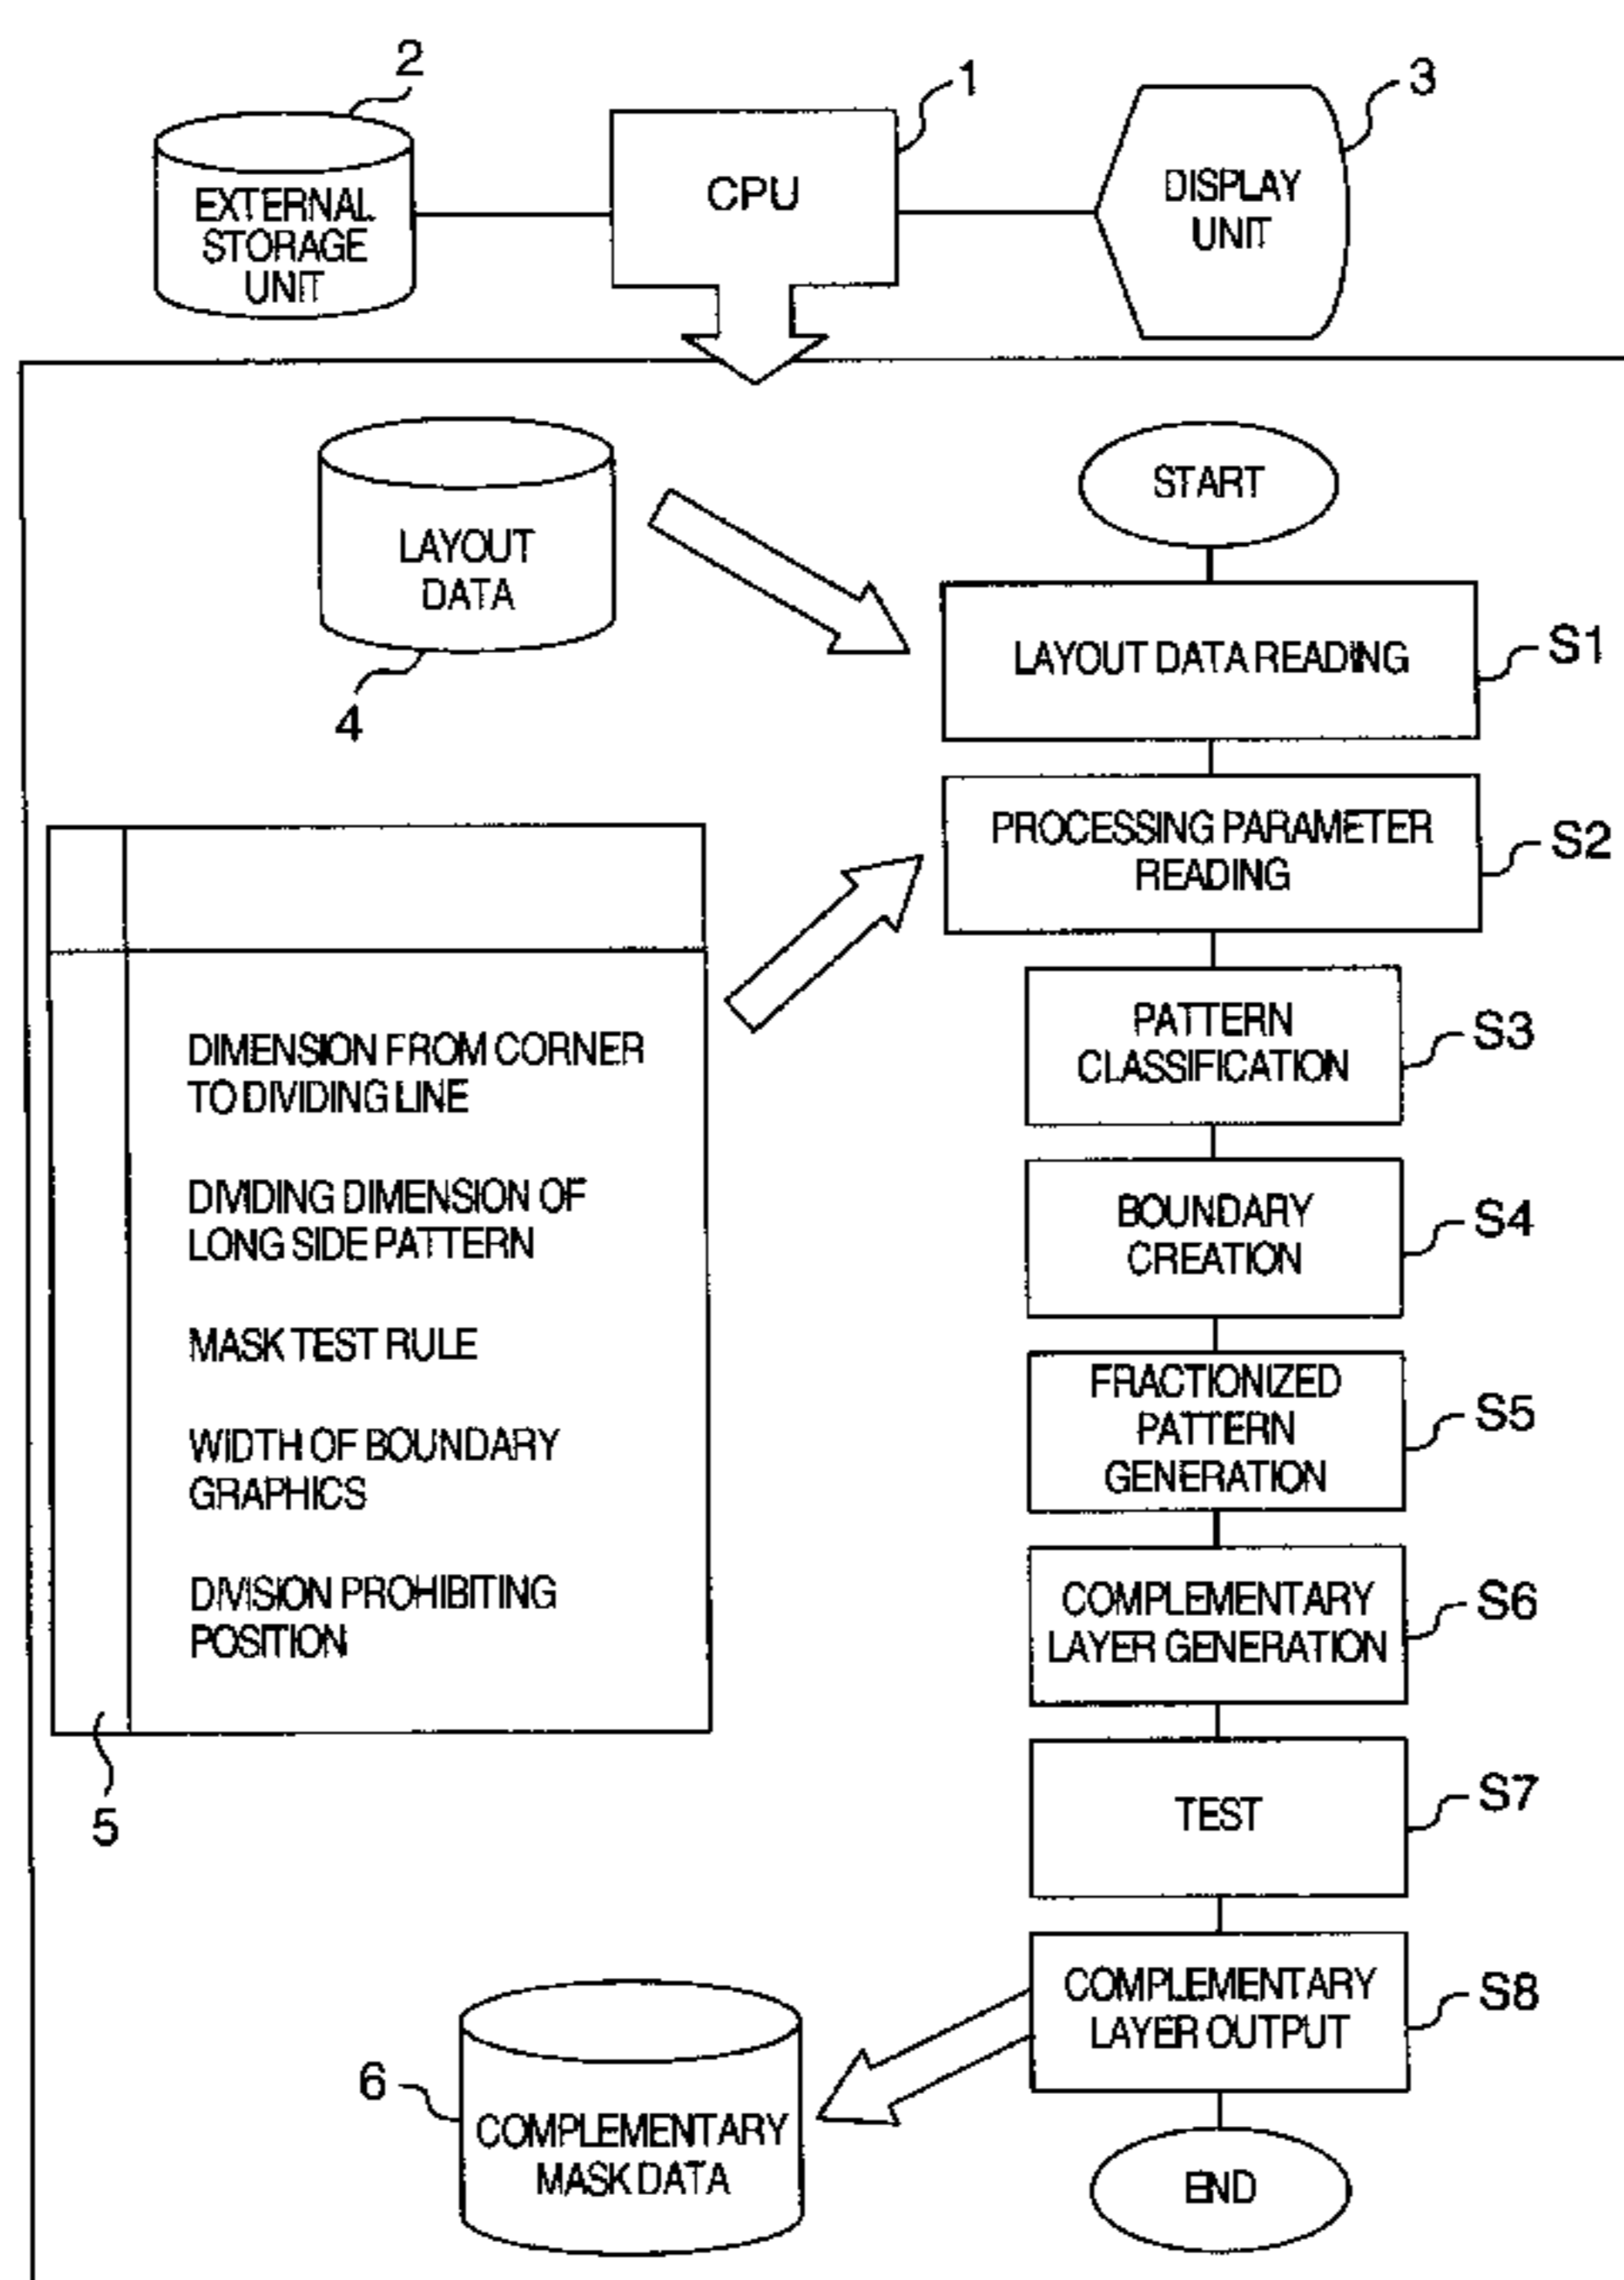 2
1
3
EXTERNAL
STORAGE
UNIT
CPU
DISPLAY
UNIT
LAYOUT
DATA
4
START
LAYOUT DATA READING
S1
PROCESSING PARAMETER
READING
S2
DIMENSION FROM CORNER
TO DIVIDING LINE
DIVIDING DIMENSION OF
LONG SIDE PATTERN
MASK TEST RULE
WIDTH OF BOUNDARY
GRAPHICS
DIVISION PROHIBITING
POSITION
5
PATTERN
CLASSIFICATION
S3
BOUNDARY
CREATION
S4
FRACTIONIZED
PATTERN
GENERATION
S5
COMPLEMENTARY
LAYER GENERATION
S6
TEST
S7
COMPLEMENTARY
LAYER OUTPUT
S8
6
COMPLEMENTARY
MASK DATA
END